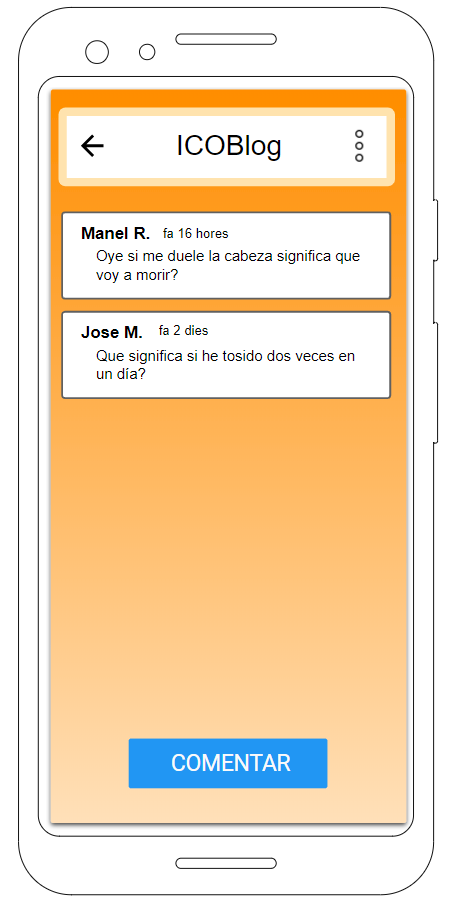 ICOBlog
Manel R. fa 16 hores
Oye si me duele la cabeza significa que
voy a morir?
Jose M. fa 2 dies
Que significa si he tosido dos veces en
un día?
COMENTAR